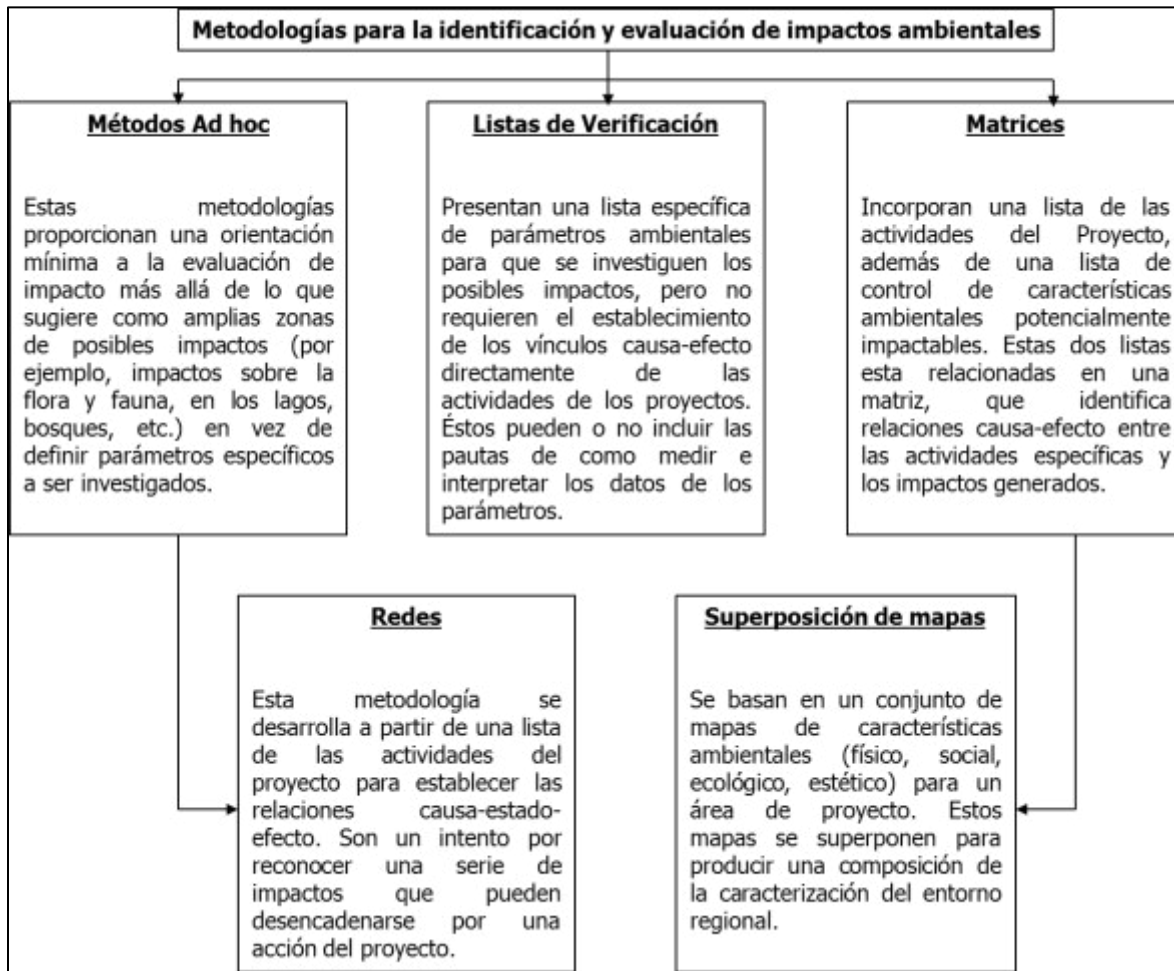 Metodologías para la identificación y evaluación de impactos ambientales
Métodos Ad hoc
Estas metodologías
proporcionan una orientación
mínima a la evaluación de
impacto más allá de lo que
sugiere como amplias zonas
de posibles impactos (por
ejemplo, impactos sobre la
flora y fauna, en los lagos,
bosques, etc.) en vez de
definir parámetros específicos
a ser investigados.
Listas de Verificación
Presentan una lista específica
de parámetros ambientales
para que se investiguen los
posibles impactos, pero no
requieren el establecimiento
de los vínculos causa-efecto
directamente de las
actividades de los proyectos.
Éstos pueden o no incluir las
pautas de como medir e
interpretar los datos de los
parámetros.
Matrices
Incorporan una lista de las
actividades del Proyecto,
además de una lista de
control de características
ambientales potencialmente
impactables. Estas dos listas
esta relacionadas en una
matriz, que identifica
relaciones causa-efecto entre
las actividades específicas y
los impactos generados.
Redes
Esta metodología se
desarrolla a partir de una lista
de las actividades del
proyecto para establecer las
relaciones causa-estado-
efecto. Son un intento por
reconocer una serie de
impactos que pueden
desencadenarse por una
acción del proyecto.
Superposición de mapas
Se basan en un conjunto de
mapas de características
ambientales (físico, social,
ecológico, estético) para un
área de proyecto. Estos
mapas se superponen para
producir una composición de
la caracterización del entorno
regional.